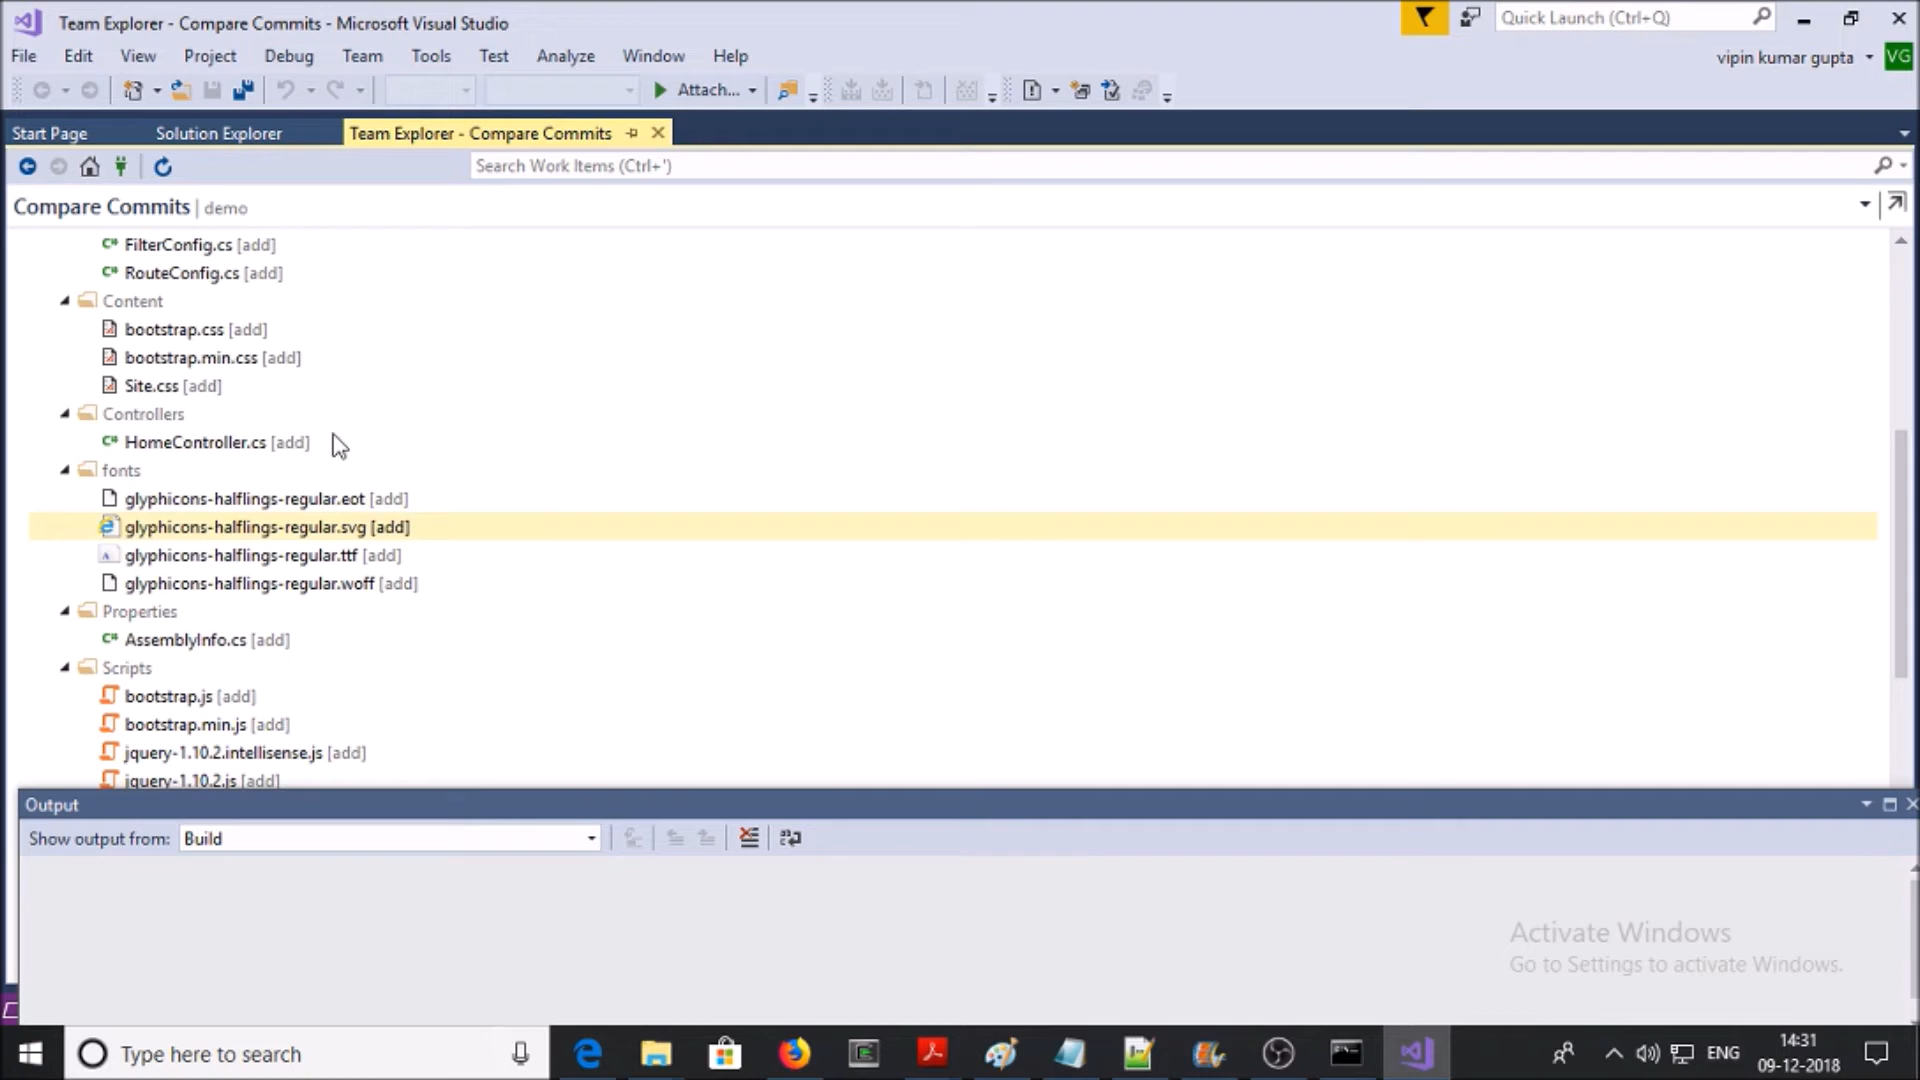 Team Explorer - Compare Commits - Microsoft Visual Studio
Quick Launch (Ctrl+Q)
File Edit View Project Debug Team Tools Test Analyze Window Help
vipin kumar gupta VG
Attach...
Start Page Solution Explorer Team Explorer - Compare Commits
Search Work Items (Ctrl+')
Compare Commits | demo
FilterConfig.cs [add]
RouteConfig.cs [add]
Content
bootstrap.css [add]
bootstrap.min.css [add]
Site.css [add]
Controllers
HomeController.cs [add]
fonts
glyphicons-halflings-regular.eot [add]
glyphicons-halflings-regular.svg [add]
glyphicons-halflings-regular.ttf [add]
glyphicons-halflings-regular.woff [add]
Properties
AssemblyInfo.cs [add]
Scripts
bootstrap.js [add]
bootstrap.min.js [add]
jquery-1.10.2.intellisense.js [add]
jquery-1.10.2.js [add]
Output
Show output from: Build
Activate Windows
Go to Settings to activate Windows.
Type here to search
ENG
14:31
09-12-2018